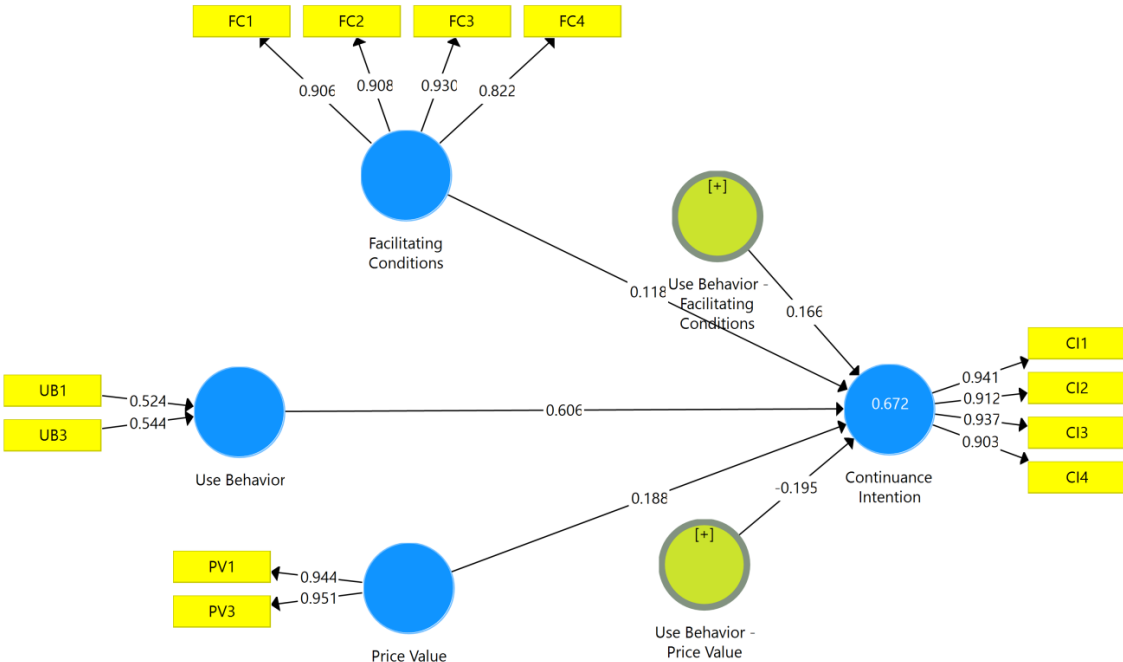 FC1 FC2 FC3 FC4
0.906 0.908 0.930 0.822
[+]
Facilitating
Conditions
Use Behavior -
Facilitating
Conditions
0.118
0.166
CI1
0.941
CI2
0.912
0.937
CI3
0.903
CI4
0.672
Continuance
Intention
UB1
0.524
UB3
0.544
0.606
Use Behavior
0.188
-0.195
[+]
PV1
0.944
PV3
0.951
Use Behavior -
Price Value
Price Value